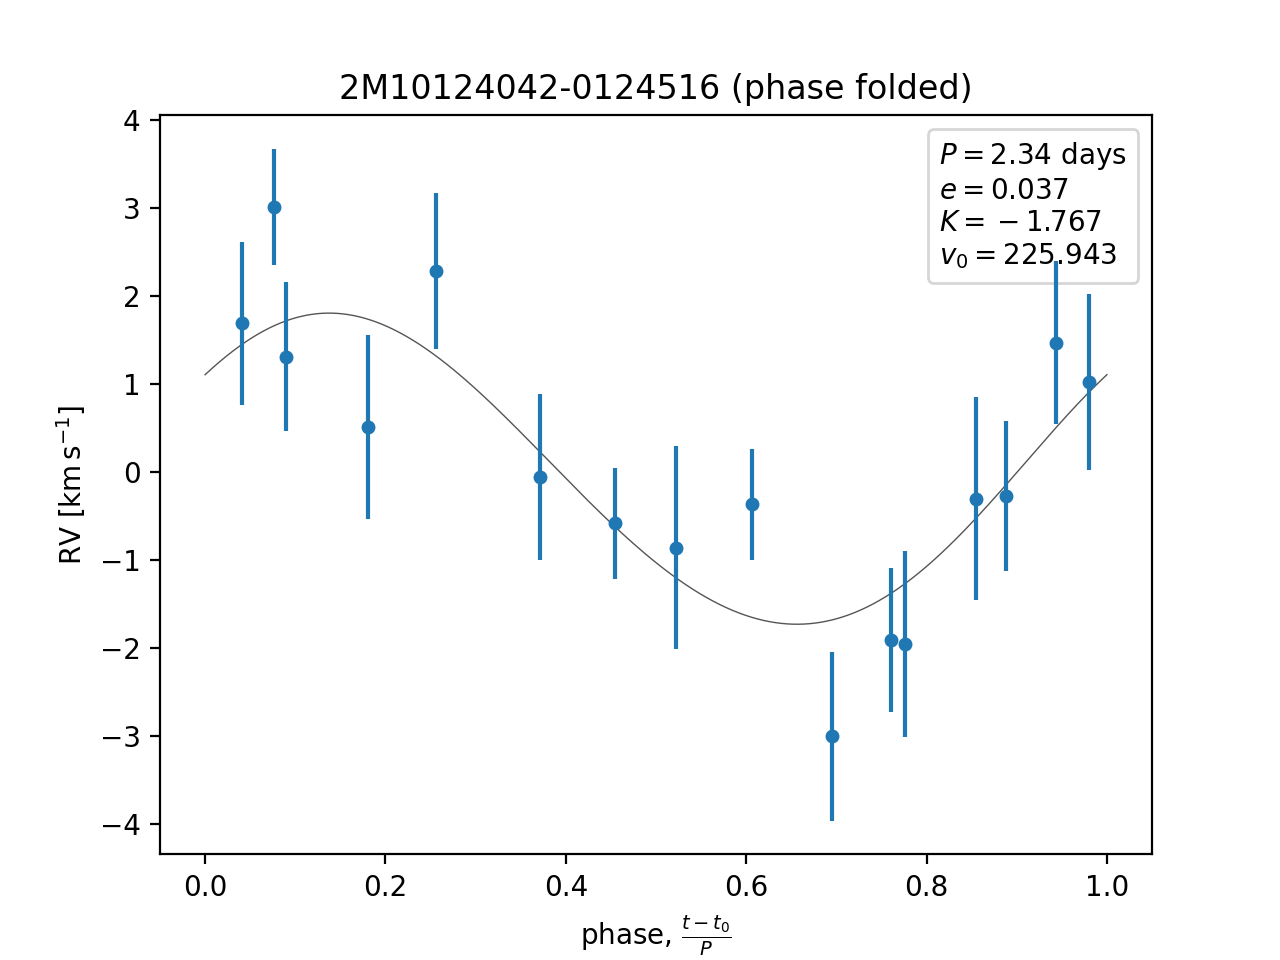 2M10124042-0124516 (phase folded)
P = 2.34 days
e = 0.037
K = −1.767
v₀ = 225.943
RV [km s⁻¹]
4
3
2
1
0
−1
−2
−3
−4
0.0 0.2 0.4 0.6 0.8 1.0
phase, (t − t₀)/P